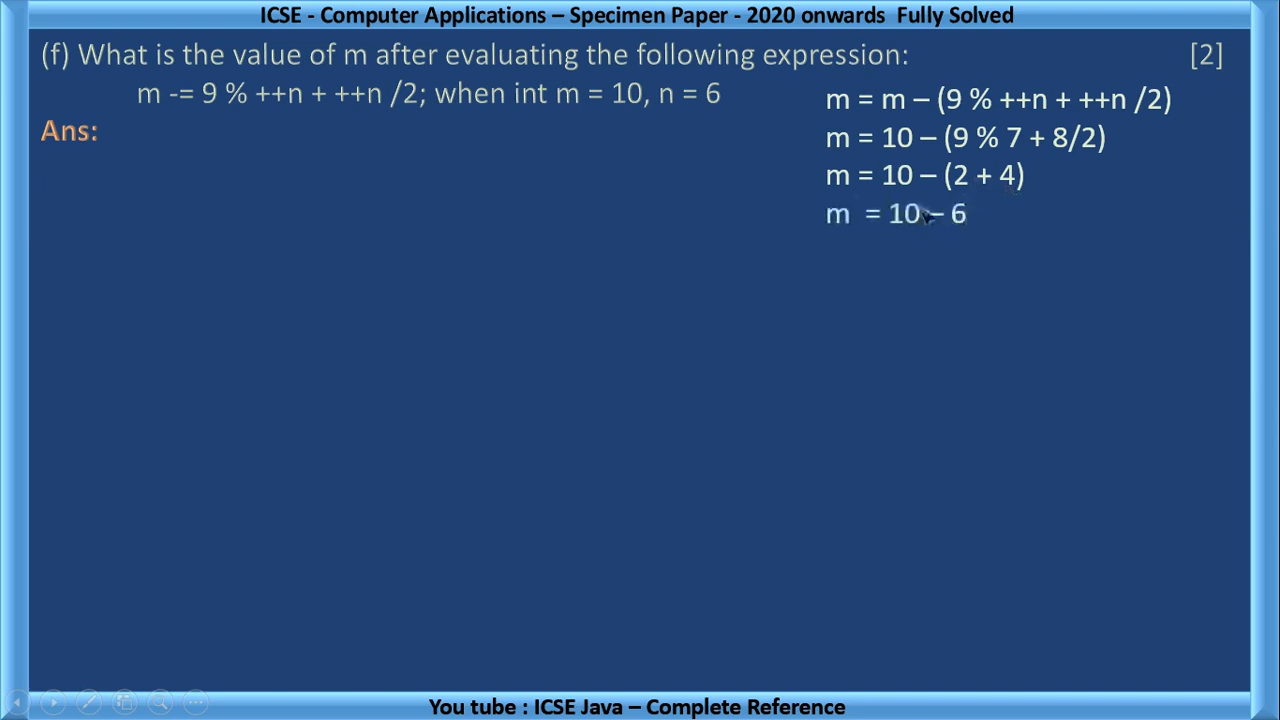 ICSE - Computer Applications – Specimen Paper - 2020 onwards  Fully Solved
(f) What is the value of m after evaluating the following expression: [2]
m -= 9 % ++n + ++n /2; when int m = 10, n = 6
Ans:
m = m – (9 % ++n + ++n /2)
m = 10 – (9 % 7 + 8/2)
m = 10 – (2 + 4)
m  = 10 – 6
You tube : ICSE Java – Complete Reference